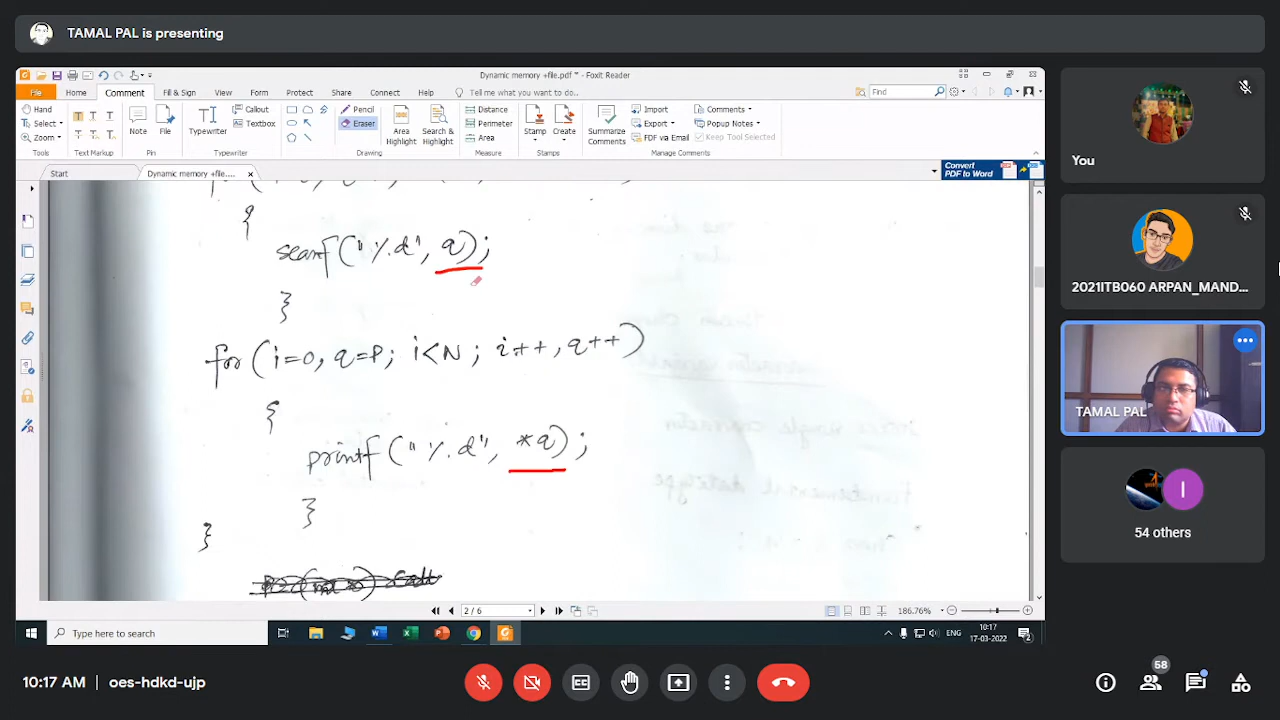 TAMAL PAL is presenting
Dynamic memory +file.pdf * - Foxit Reader
File Home Comment Fill & Sign View Form Protect Share Connect Help Tell me what you want to do.. Find
Hand
Select
Zoom
Tools
Text Markup
Note
File
Pin
Typewriter
Callout
Textbox
Typewriter
Pencil
Eraser
Drawing
Area Highlight
Search & Highlight
Distance
Perimeter
Area
Measure
Stamp
Create
Stamps
Summarize Comments
Import
Export
FDF via Email
Comments
Popup Notes
Keep Tool Selected
Manage Comments
Start
Dynamic memory +file.... ×
Convert PDF to Word
{
scanf("%d", q);
}
for(i=0, q=P; i<N; i++, q++)
{
printf("%d", *q);
}
}
2 / 6
186.76%
Type here to search
ENG
10:17
17-03-2022
You
2021ITB060 ARPAN_MAND...
TAMAL PAL
I
54 others
10:17 AM | oes-hdkd-ujp
58